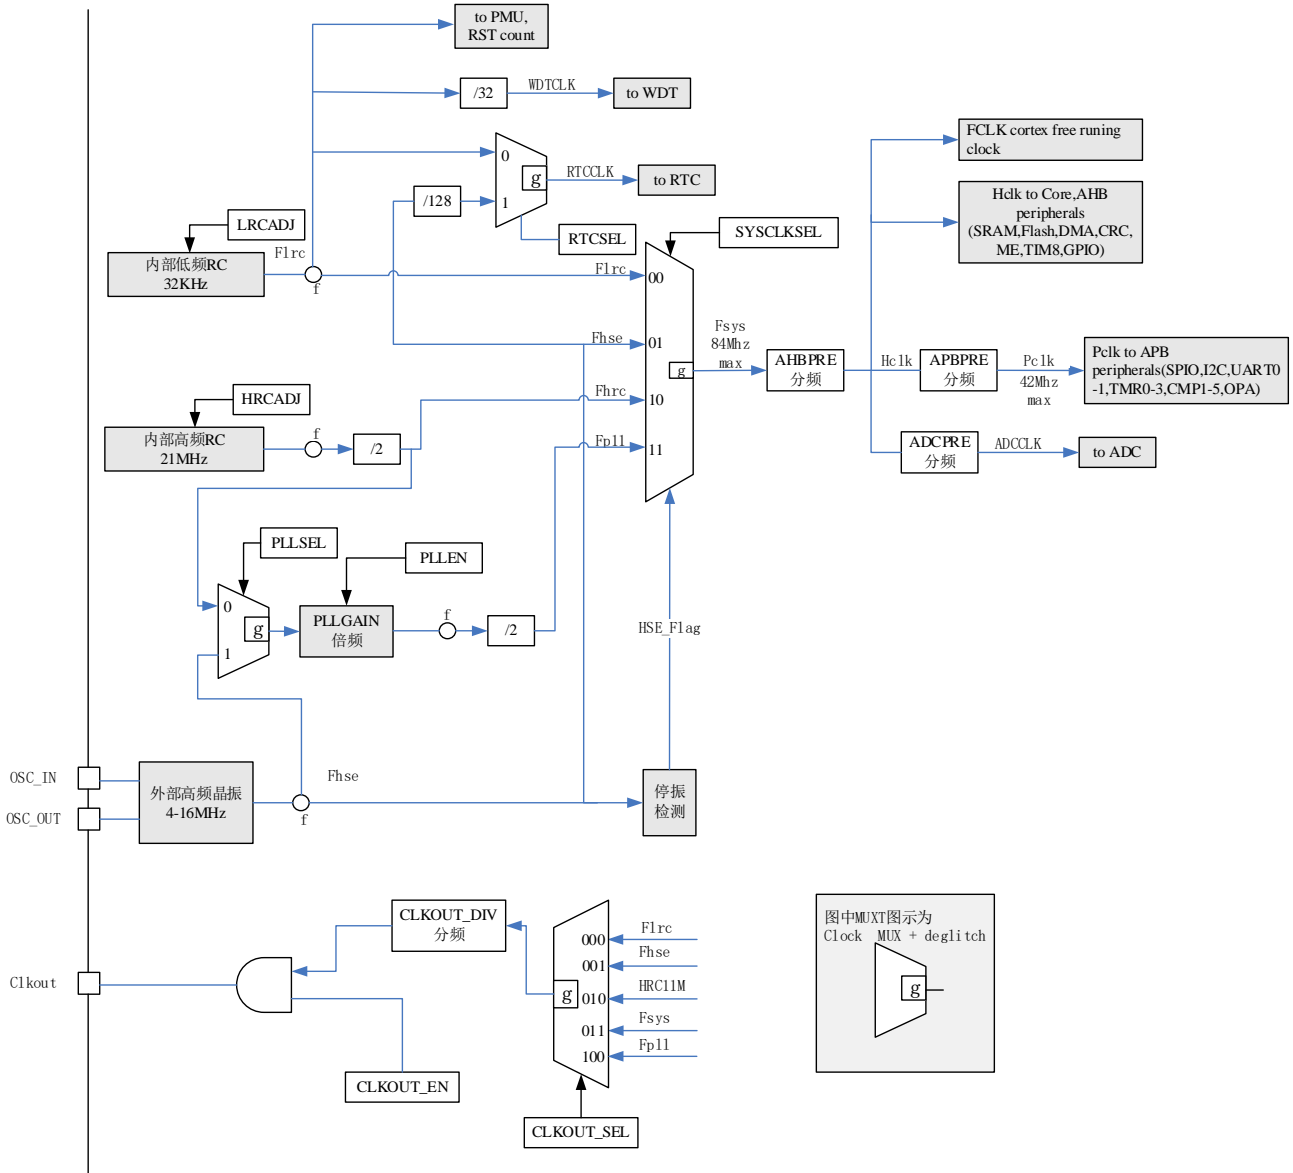 to PMU,
RST count
/32
WDTCLK
to WDT
FCLK cortex free runing
clock
0
g
1
RTCCLK
to RTC
/128
RTCSEL
Hclk to Core,AHB
peripherals
(SRAM,Flash,DMA,CRC,
ME,TIM8,GPIO)
LRCADJ
SYSCLKSEL
内部低频RC
32KHz
Flrc
f
Flrc
00
Fhse
01
Fhrc
10
Fpll
11
g
Fsys
84Mhz
max
AHBPRE
分频
Hclk
APBPRE
分频
Pclk
42Mhz
max
Pclk to APB
peripherals(SPIO,I2C,UART0
-1,TMR0-3,CMP1-5,OPA)
HRCADJ
内部高频RC
21MHz
f
/2
ADCPRE
分频
ADCCLK
to ADC
PLLSEL
PLLEN
0
g
1
PLLGAIN
倍频
f
/2
HSE_Flag
OSC_IN
OSC_OUT
外部高频晶振
4-16MHz
Fhse
f
停振
检测
CLKOUT_DIV
分频
Clkout
CLKOUT_EN
g
000
Flrc
001
Fhse
010
HRC11M
011
Fsys
100
Fpll
CLKOUT_SEL
图中MUXT图示为
Clock MUX + deglitch
g